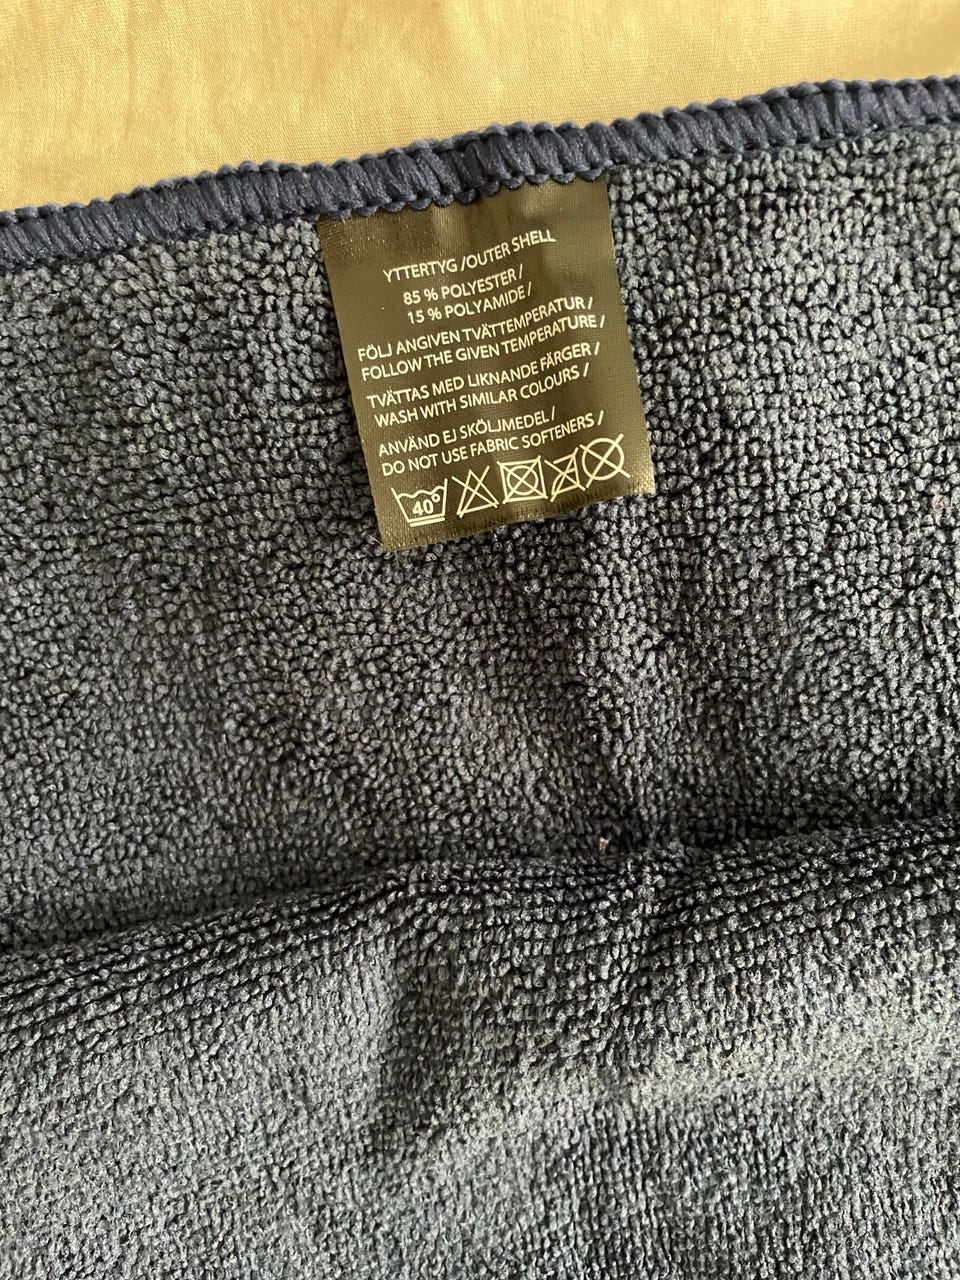 YTTERTYG /OUTER SHELL
85 % POLYESTER /
15 % POLYAMIDE /
FÖLJ ANGIVEN TVÄTTEMPERATUR /
FOLLOW THE GIVEN TEMPERATURE /
TVÄTTAS MED LIKNANDE FÄRGER /
WASH WITH SIMILAR COLOURS /
ANVÄND EJ SKÖLJMEDEL /
DO NOT USE FABRIC SOFTENERS /
40°